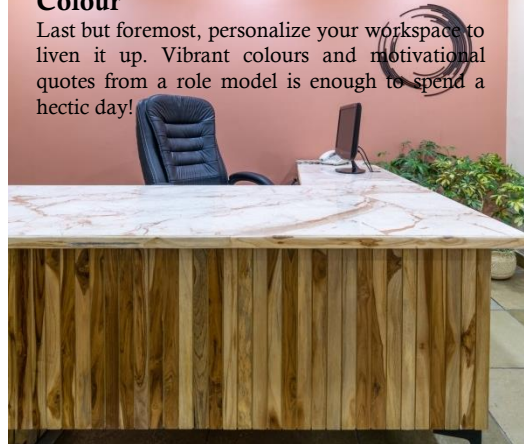 Colour
Last but foremost, personalize your workspace to
liven it up. Vibrant colours and motivational
quotes from a role model is enough to spend a
hectic day!